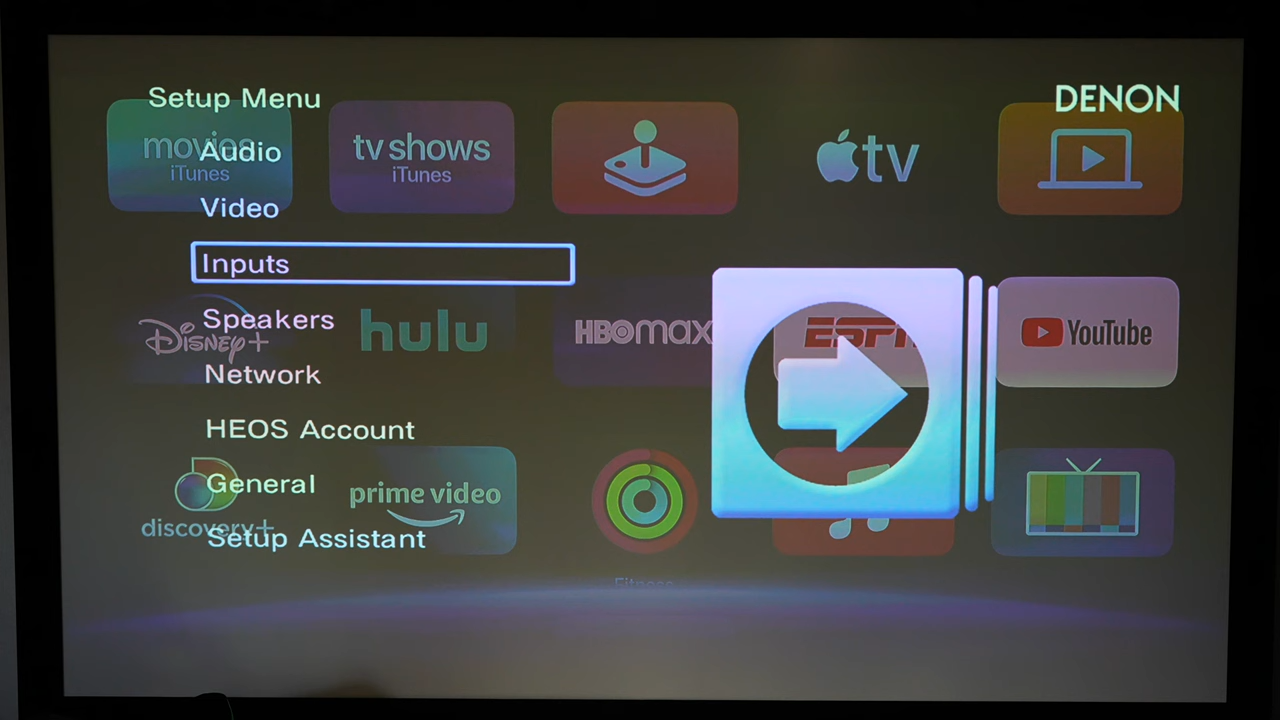 Setup Menu
DENON
movies
iTunes
tv shows
iTunes
tv
Audio
Video
Inputs
Speakers
Disney+
hulu
HBOMAX
ESPN
YouTube
Network
HEOS Account
General
prime video
discovery+
Setup Assistant
Fitness